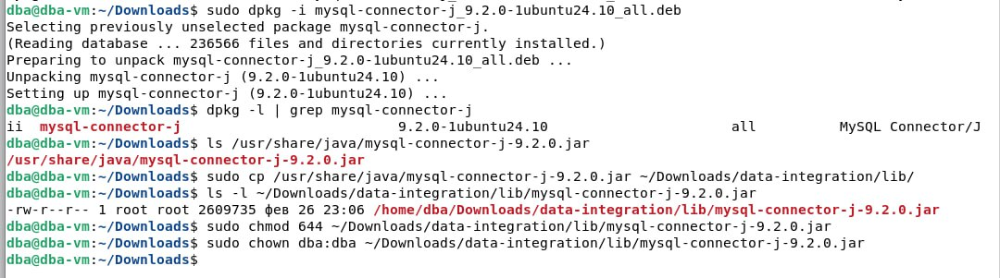 dba@dba-vm:~/Downloads$ sudo dpkg -i mysql-connector-j_9.2.0-1ubuntu24.10_all.deb
Selecting previously unselected package mysql-connector-j.
(Reading database ... 236566 files and directories currently installed.)
Preparing to unpack mysql-connector-j_9.2.0-1ubuntu24.10_all.deb ...
Unpacking mysql-connector-j (9.2.0-1ubuntu24.10) ...
Setting up mysql-connector-j (9.2.0-1ubuntu24.10) ...
dba@dba-vm:~/Downloads$ dpkg -l | grep mysql-connector-j
ii  mysql-connector-j                          9.2.0-1ubuntu24.10                      all          MySQL Connector/J
dba@dba-vm:~/Downloads$ ls /usr/share/java/mysql-connector-j-9.2.0.jar
/usr/share/java/mysql-connector-j-9.2.0.jar
dba@dba-vm:~/Downloads$ sudo cp /usr/share/java/mysql-connector-j-9.2.0.jar ~/Downloads/data-integration/lib/
dba@dba-vm:~/Downloads$ ls -l ~/Downloads/data-integration/lib/mysql-connector-j-9.2.0.jar
-rw-r--r-- 1 root root 2609735 фев 26 23:06 /home/dba/Downloads/data-integration/lib/mysql-connector-j-9.2.0.jar
dba@dba-vm:~/Downloads$ sudo chmod 644 ~/Downloads/data-integration/lib/mysql-connector-j-9.2.0.jar
dba@dba-vm:~/Downloads$ sudo chown dba:dba ~/Downloads/data-integration/lib/mysql-connector-j-9.2.0.jar
dba@dba-vm:~/Downloads$